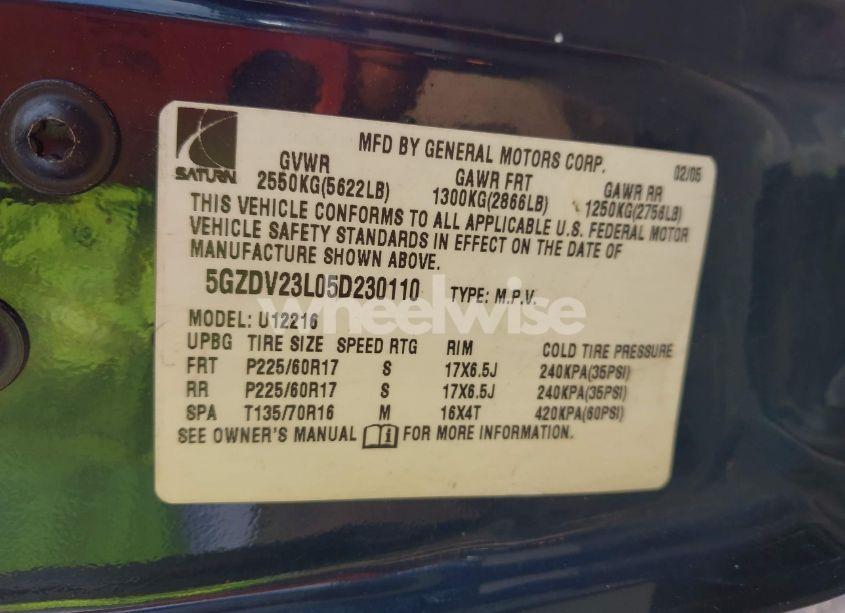 MFD BY GENERAL MOTORS CORP. 02/05
SATURN
GVWR GAWR FRT GAWR RR
2550KG(5622LB) 1300KG(2866LB) 1250KG(2756LB)
THIS VEHICLE CONFORMS TO ALL APPLICABLE U.S. FEDERAL MOTOR
VEHICLE SAFETY STANDARDS IN EFFECT ON THE DATE OF
MANUFACTURE SHOWN ABOVE.
5GZDV23L05D230110 TYPE: M.P.V.
wheelwise
MODEL: U12216
UPBG TIRE SIZE SPEED RTG RIM COLD TIRE PRESSURE
FRT P225/60R17 S 17X6.5J 240KPA(35PSI)
RR P225/60R17 S 17X6.5J 240KPA(35PSI)
SPA T135/70R16 M 16X4T 420KPA(60PSI)
SEE OWNER'S MANUAL FOR MORE INFORMATION.